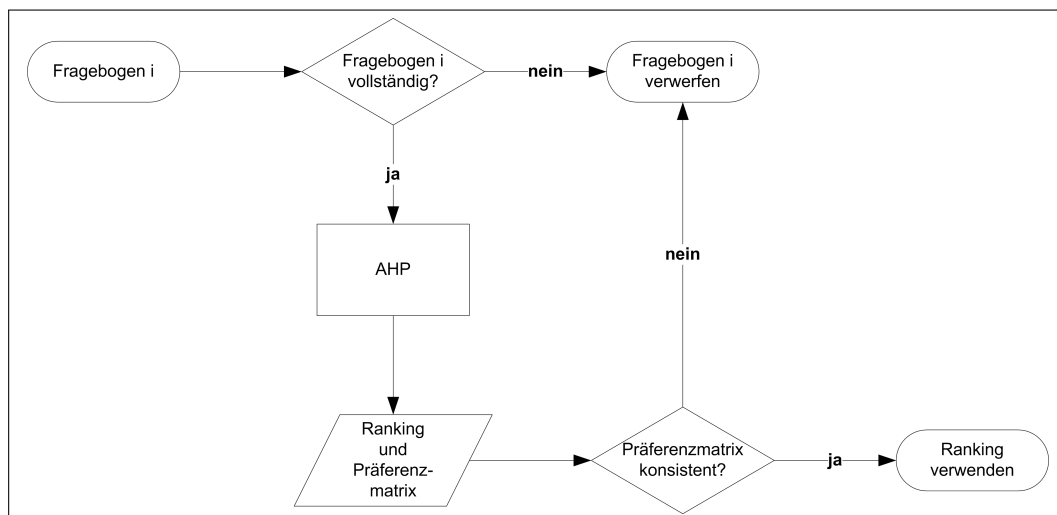 Fragebogen i
Fragebogen i
vollständig?
nein
Fragebogen i
verwerfen
ja
AHP
nein
Ranking
und
Präferenz-
matrix
Präferenzmatrix
konsistent?
ja
Ranking
verwenden